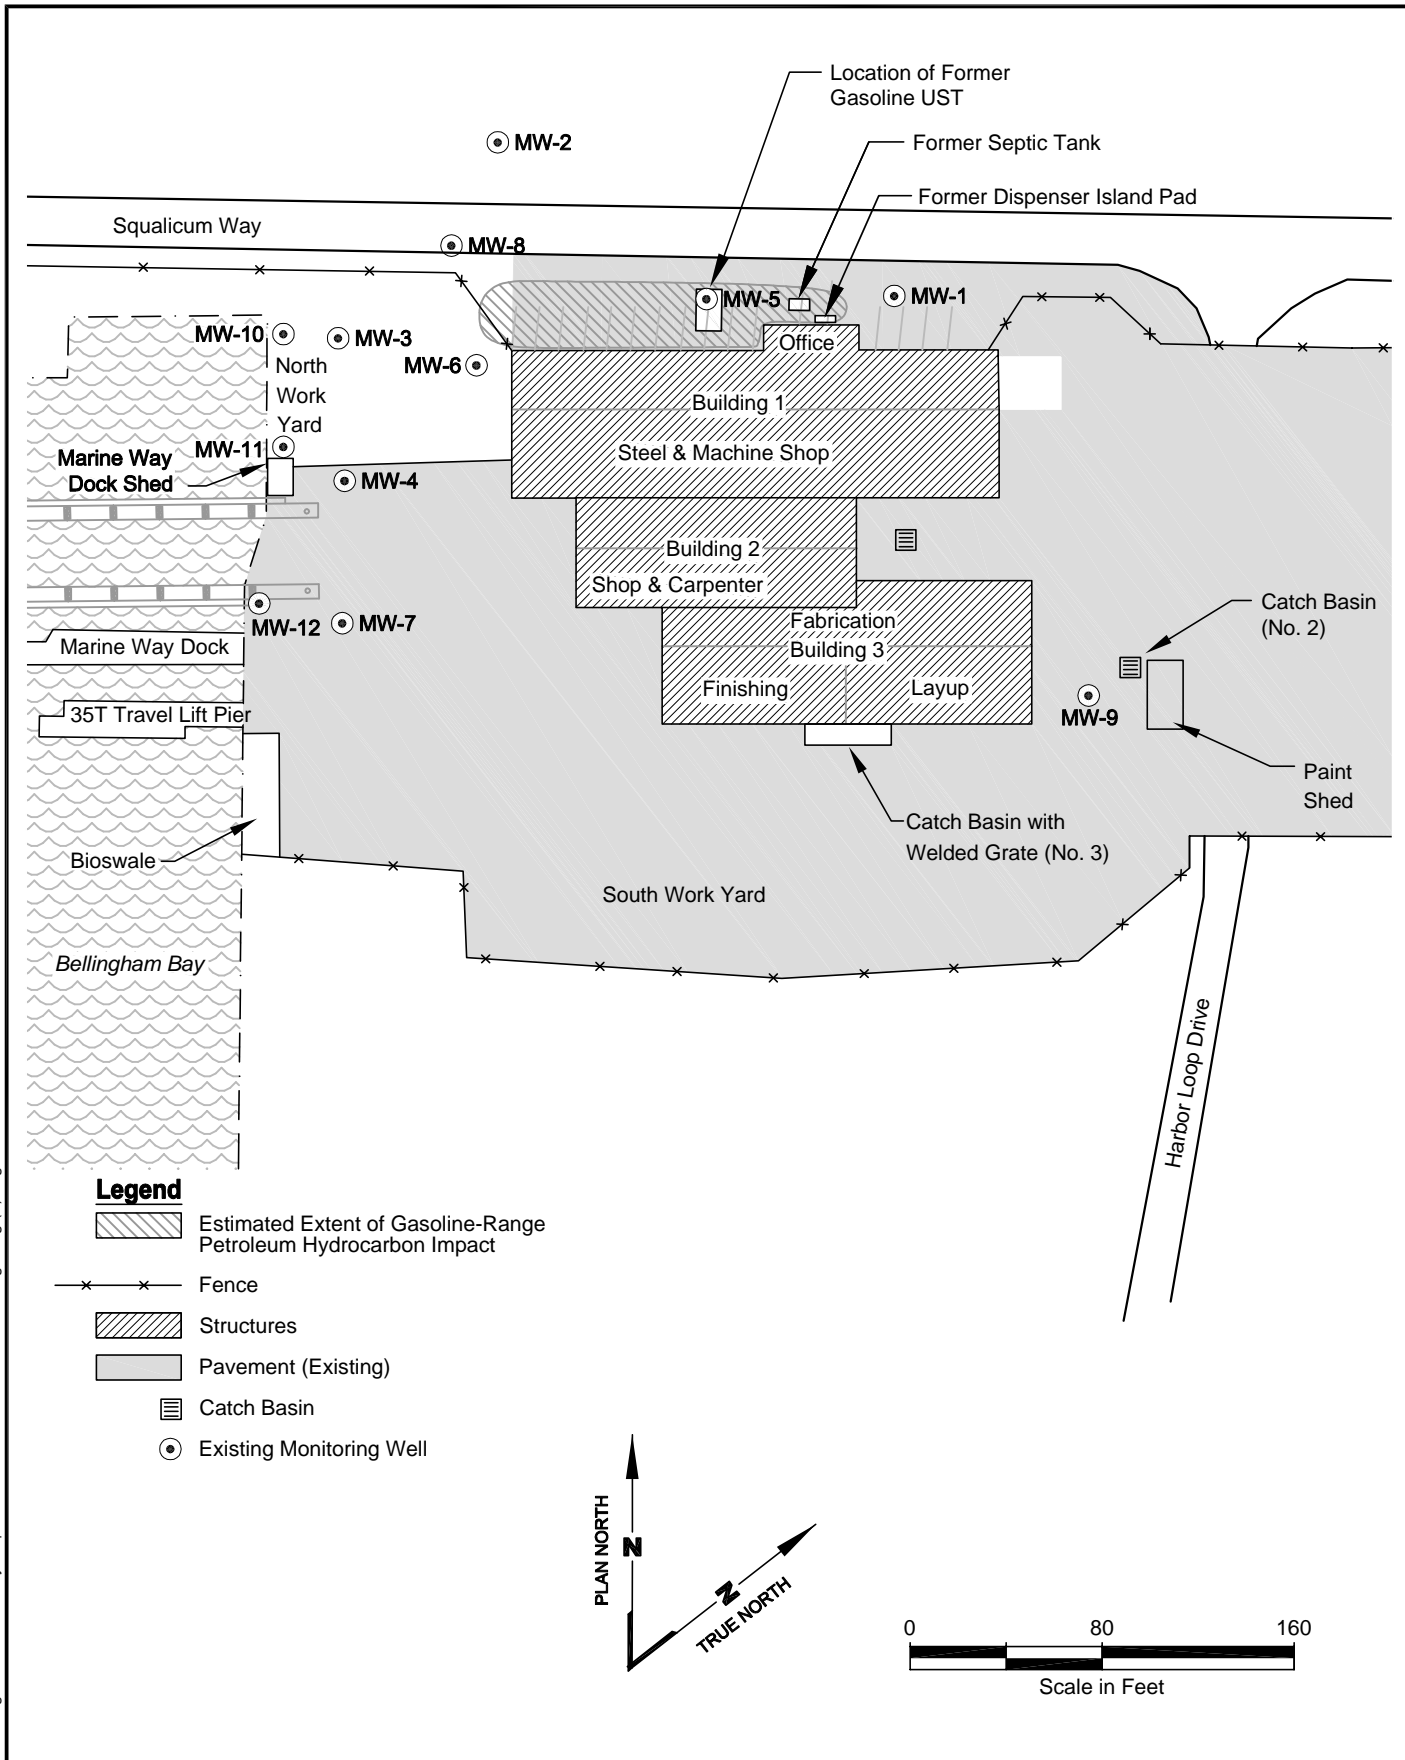 Location of Former
Gasoline UST
MW-2
Former Septic Tank
Former Dispenser Island Pad
Squalicum Way
MW-8
MW-5
MW-1
MW-10
MW-3
Office
North
Work
Yard
MW-6
Building 1
MW-11
Steel & Machine Shop
Marine Way
Dock Shed
MW-4
Building 2
Shop & Carpenter
Catch Basin
(No. 2)
MW-12
MW-7
Fabrication
Building 3
Marine Way Dock
Finishing
Layup
MW-9
35T Travel Lift Pier
Paint
Shed
Catch Basin with
Welded Grate (No. 3)
Bioswale
South Work Yard
Bellingham Bay
Harbor Loop Drive
Legend
Estimated Extent of Gasoline-Range
Petroleum Hydrocarbon Impact
Fence
Structures
Pavement (Existing)
Catch Basin
Existing Monitoring Well
PLAN NORTH
N
N
TRUE NORTH
0 80 160
Scale in Feet